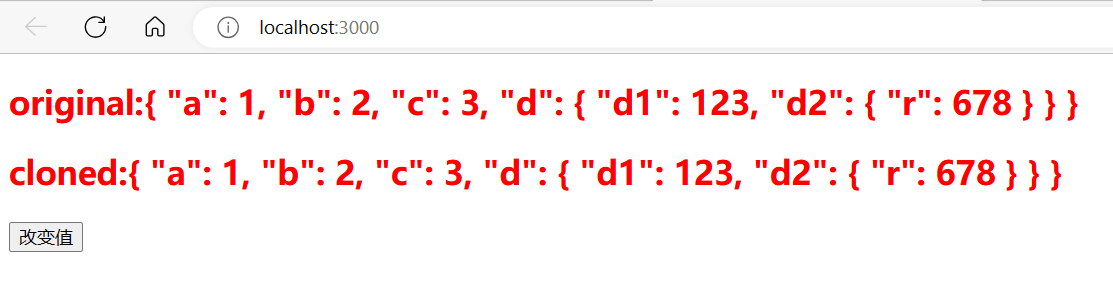 localhost:3000
original:{ "a": 1, "b": 2, "c": 3, "d": { "d1": 123, "d2": { "r": 678 } } }
cloned:{ "a": 1, "b": 2, "c": 3, "d": { "d1": 123, "d2": { "r": 678 } } }
改变值